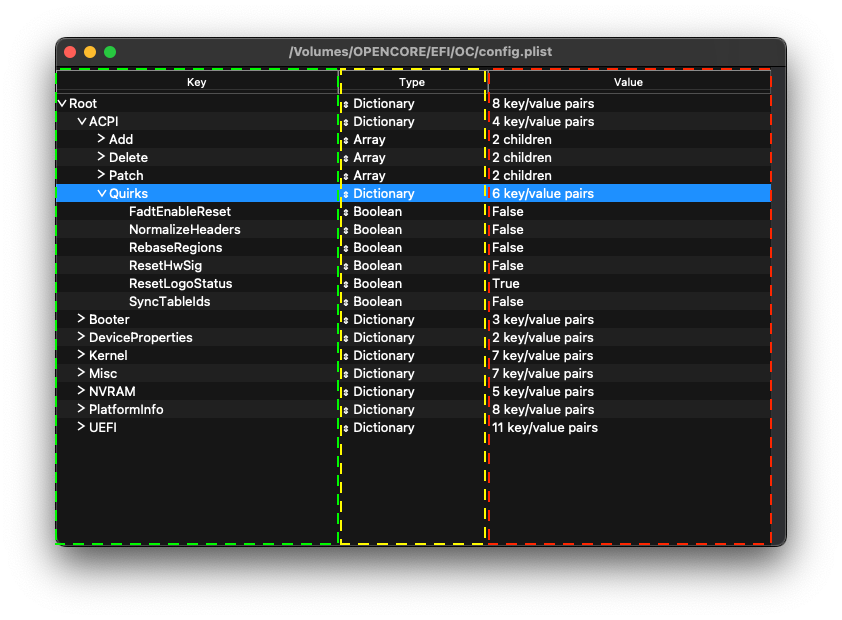 /Volumes/OPENCORE/EFI/OC/config.plist
Key Type Value
Root Dictionary 8 key/value pairs
ACPI Dictionary 4 key/value pairs
Add Array 2 children
Delete Array 2 children
Patch Array 2 children
Quirks Dictionary 6 key/value pairs
FadtEnableReset Boolean False
NormalizeHeaders Boolean False
RebaseRegions Boolean False
ResetHwSig Boolean False
ResetLogoStatus Boolean True
SyncTableIds Boolean False
Booter Dictionary 3 key/value pairs
DeviceProperties Dictionary 2 key/value pairs
Kernel Dictionary 7 key/value pairs
Misc Dictionary 7 key/value pairs
NVRAM Dictionary 5 key/value pairs
PlatformInfo Dictionary 8 key/value pairs
UEFI Dictionary 11 key/value pairs